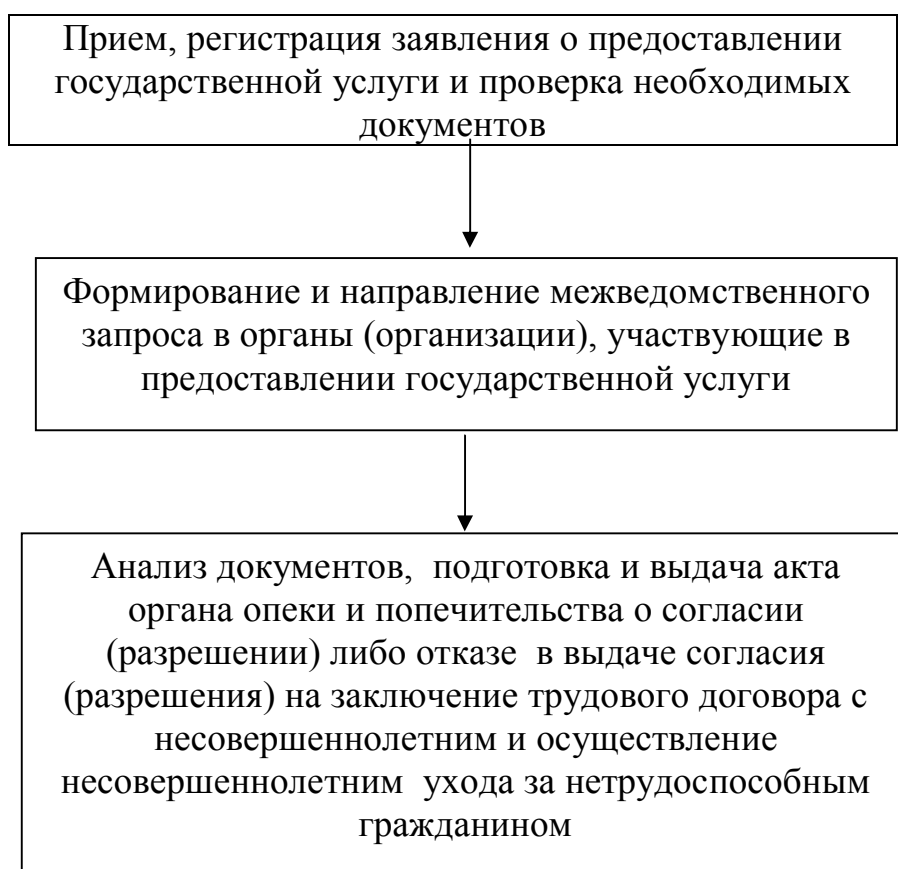 Прием, регистрация заявления о предоставлении
государственной услуги и проверка необходимых
документов
Формирование и направление межведомственного
запроса в органы (организации), участвующие в
предоставлении государственной услуги
Анализ документов,  подготовка и выдача акта
органа опеки и попечительства о согласии
(разрешении) либо отказе  в выдаче согласия
(разрешения) на заключение трудового договора с
несовершеннолетним и осуществление
несовершеннолетним  ухода за нетрудоспособным
гражданином